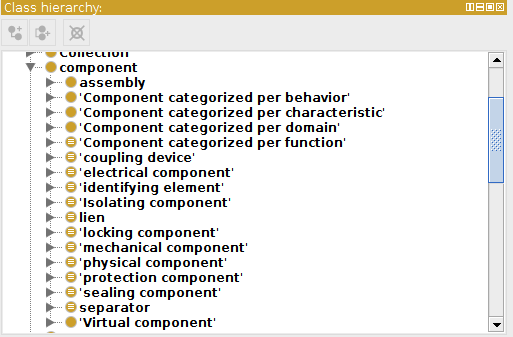 Class hierarchy:
Collection
component
assembly
'Component categorized per behavior'
'Component categorized per characteristic'
'Component categorized per domain'
'Component categorized per function'
'coupling device'
'electrical component'
'identifying element'
'Isolating component'
lien
'locking component'
'mechanical component'
'physical component'
'protection component'
'sealing component'
separator
'Virtual component'